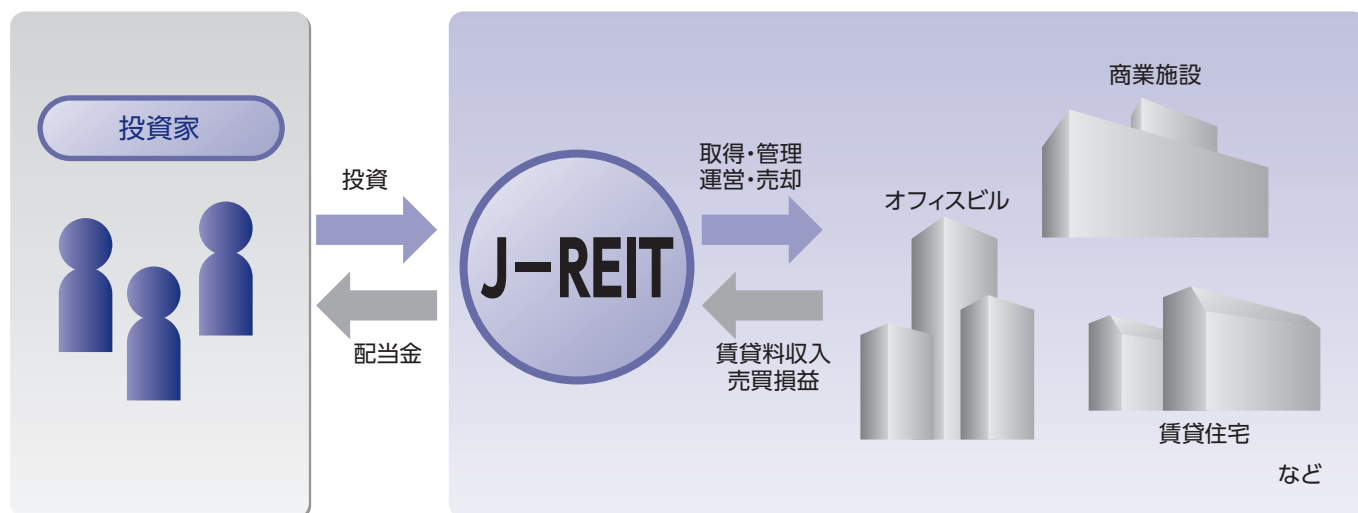 投資家
投資
配当金
J-REIT
取得・管理
運営・売却
賃貸料収入
売買損益
商業施設
オフィスビル
賃貸住宅
など